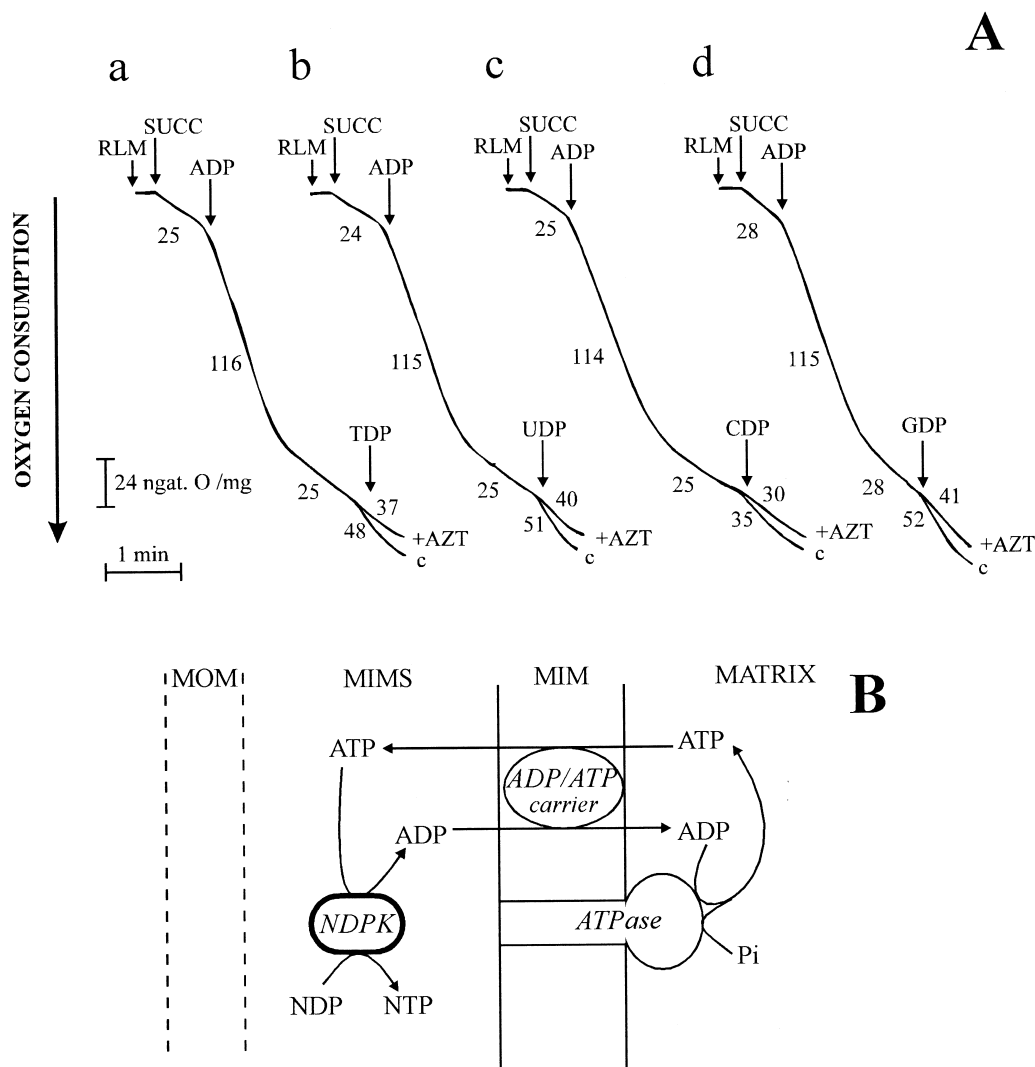 A
a b c d
SUCC SUCC SUCC SUCC
RLM ADP RLM ADP RLM ADP RLM ADP
25 24 25 28
OXYGEN CONSUMPTION
116 115 114 115
TDP UDP CDP GDP
24 ngat. O /mg
25 37 25 40 25 30 28 41
48 51 35 52
+AZT +AZT +AZT +AZT
c c c c
1 min
B
MOM MIMS MIM MATRIX
ATP ATP
ADP/ATP
carrier
ADP ADP
NDPK ATPase
Pi
NDP NTP